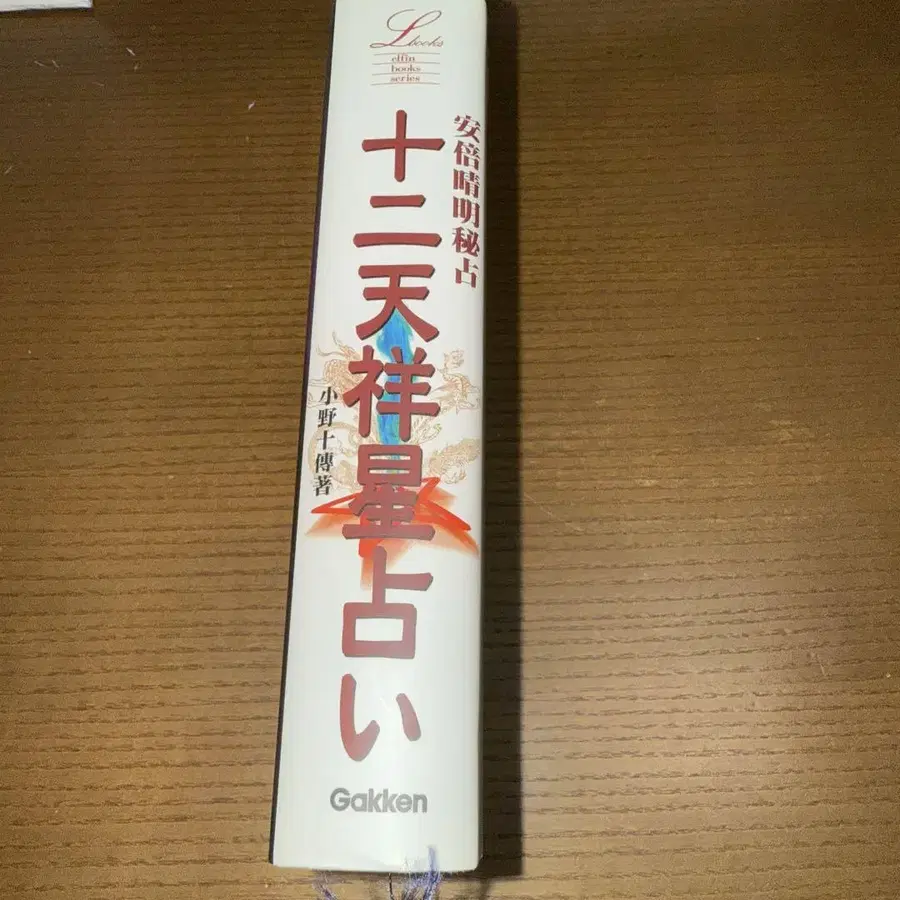 L books
elfin
books
series
安倍晴明秘占
十二天祥星占い
小野十傳著
Gakken